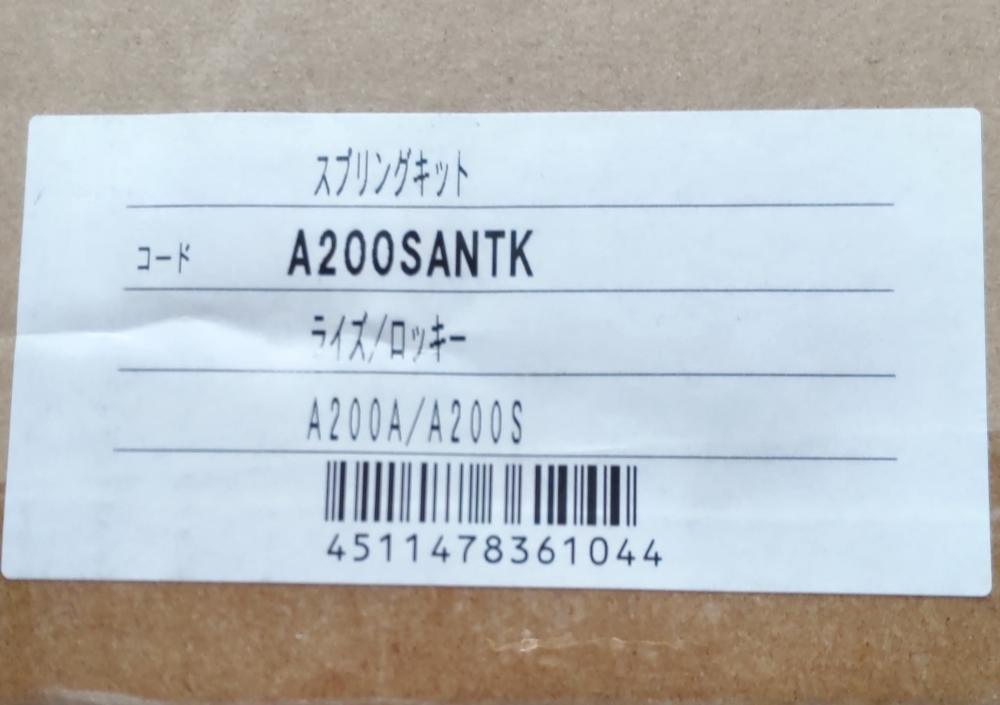 スプリングキット
コード A200SANTK
ライズ/ロッキー
A200A/A200S
4511478361044